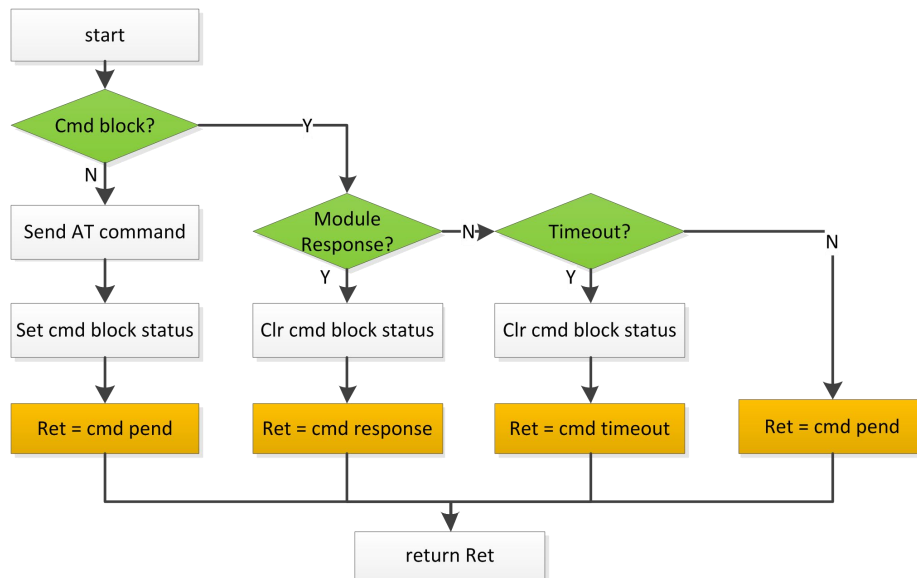 start
Cmd block?
Y
N
Send AT command
Module
Response?
N
Timeout?
N
Y
Y
Set cmd block status
Clr cmd block status
Clr cmd block status
Ret = cmd pend
Ret = cmd response
Ret = cmd timeout
Ret = cmd pend
return Ret